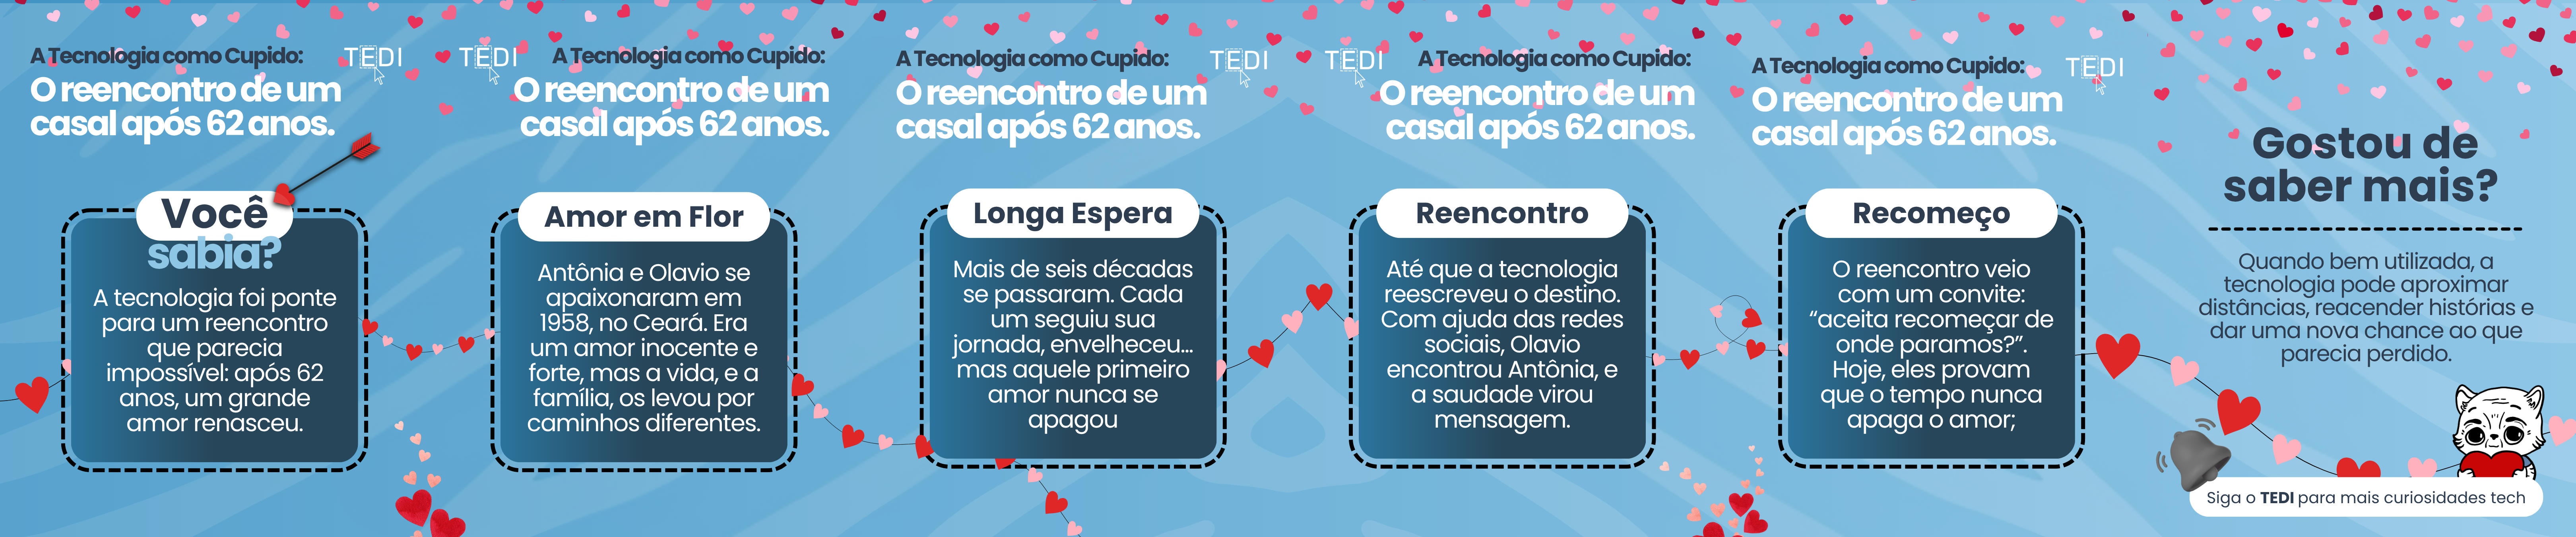 A Tecnologia como Cupido:
TEDI
O reencontro de um
casal após 62 anos.
Você
sabia?
A tecnologia foi ponte
para um reencontro
que parecia
impossível: após 62
anos, um grande
amor renasceu.
TEDI
A Tecnologia como Cupido:
O reencontro de um
casal após 62 anos.
Amor em Flor
Antônia e Olavio se
apaixonaram em
1958, no Ceará. Era
um amor inocente e
forte, mas a vida, e a
família, os levou por
caminhos diferentes.
A Tecnologia como Cupido:
TEDI
O reencontro de um
casal após 62 anos.
Longa Espera
Mais de seis décadas
se passaram. Cada
um seguiu sua
jornada, envelheceu...
mas aquele primeiro
amor nunca se
apagou
TEDI
A Tecnologia como Cupido:
O reencontro de um
casal após 62 anos.
Reencontro
Até que a tecnologia
reescreveu o destino.
Com ajuda das redes
sociais, Olavio
encontrou Antônia, e
a saudade virou
mensagem.
A Tecnologia como Cupido:
TEDI
O reencontro de um
casal após 62 anos.
Recomeço
O reencontro veio
com um convite:
“aceita recomeçar de
onde paramos?”.
Hoje, eles provam
que o tempo nunca
apaga o amor;
Gostou de
saber mais?
Quando bem utilizada, a
tecnologia pode aproximar
distâncias, reacender histórias e
dar uma nova chance ao que
parecia perdido.
Siga o TEDI para mais curiosidades tech